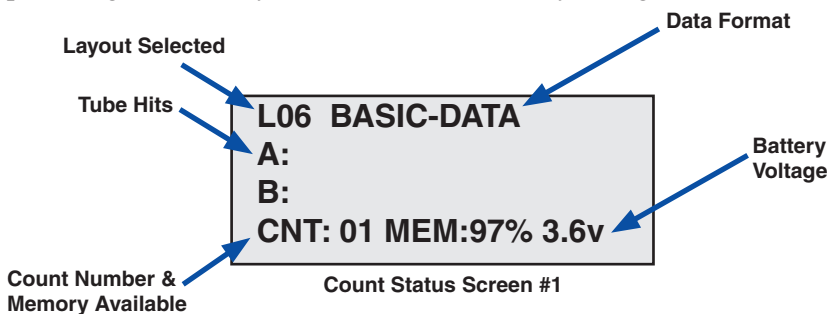 Data Format
Layout Selected
Tube Hits
L06 BASIC-DATA
A:
B:
CNT: 01 MEM:97% 3.6v
Battery
Voltage
Count Number &
Memory Available
Count Status Screen #1